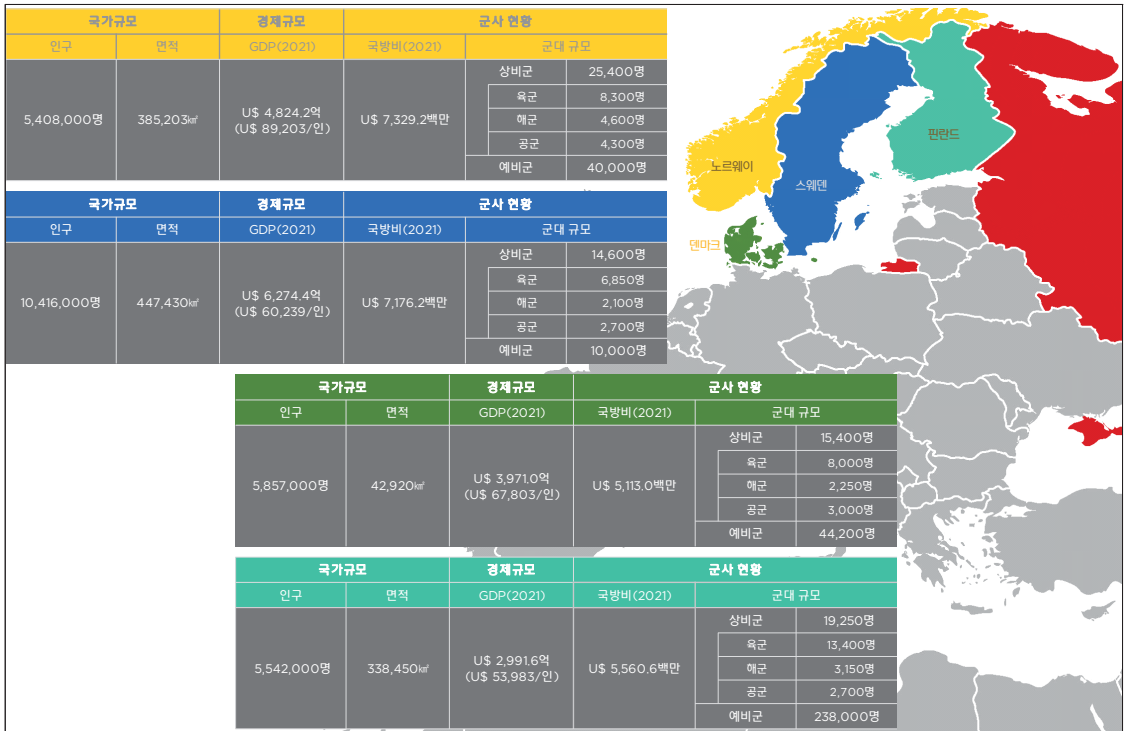 국가규모 경제규모 군사 현황
인구 면적 GDP(2021) 국방비(2021) 군대 규모
5,408,000명 385,203㎢ U$ 4,824.2억 (U$ 89,203/인) U$ 7,329.2백만
상비군 25,400명
육군 8,300명
해군 4,600명
공군 4,300명
예비군 40,000명
국가규모 경제규모 군사 현황
인구 면적 GDP(2021) 국방비(2021) 군대 규모
10,416,000명 447,430㎢ U$ 6,274.4억 (U$ 60,239/인) U$ 7,176.2백만
상비군 14,600명
육군 6,850명
해군 2,100명
공군 2,700명
예비군 10,000명
국가규모 경제규모 군사 현황
인구 면적 GDP(2021) 국방비(2021) 군대 규모
5,857,000명 42,920㎢ U$ 3,971.0억 (U$ 67,803/인) U$ 5,113.0백만
상비군 15,400명
육군 8,000명
해군 2,250명
공군 3,000명
예비군 44,200명
국가규모 경제규모 군사 현황
인구 면적 GDP(2021) 국방비(2021) 군대 규모
5,542,000명 338,450㎢ U$ 2,991.6억 (U$ 53,983/인) U$ 5,560.6백만
상비군 19,250명
육군 13,400명
해군 3,150명
공군 2,700명
예비군 238,000명
핀란드
노르웨이
스웨덴
덴마크